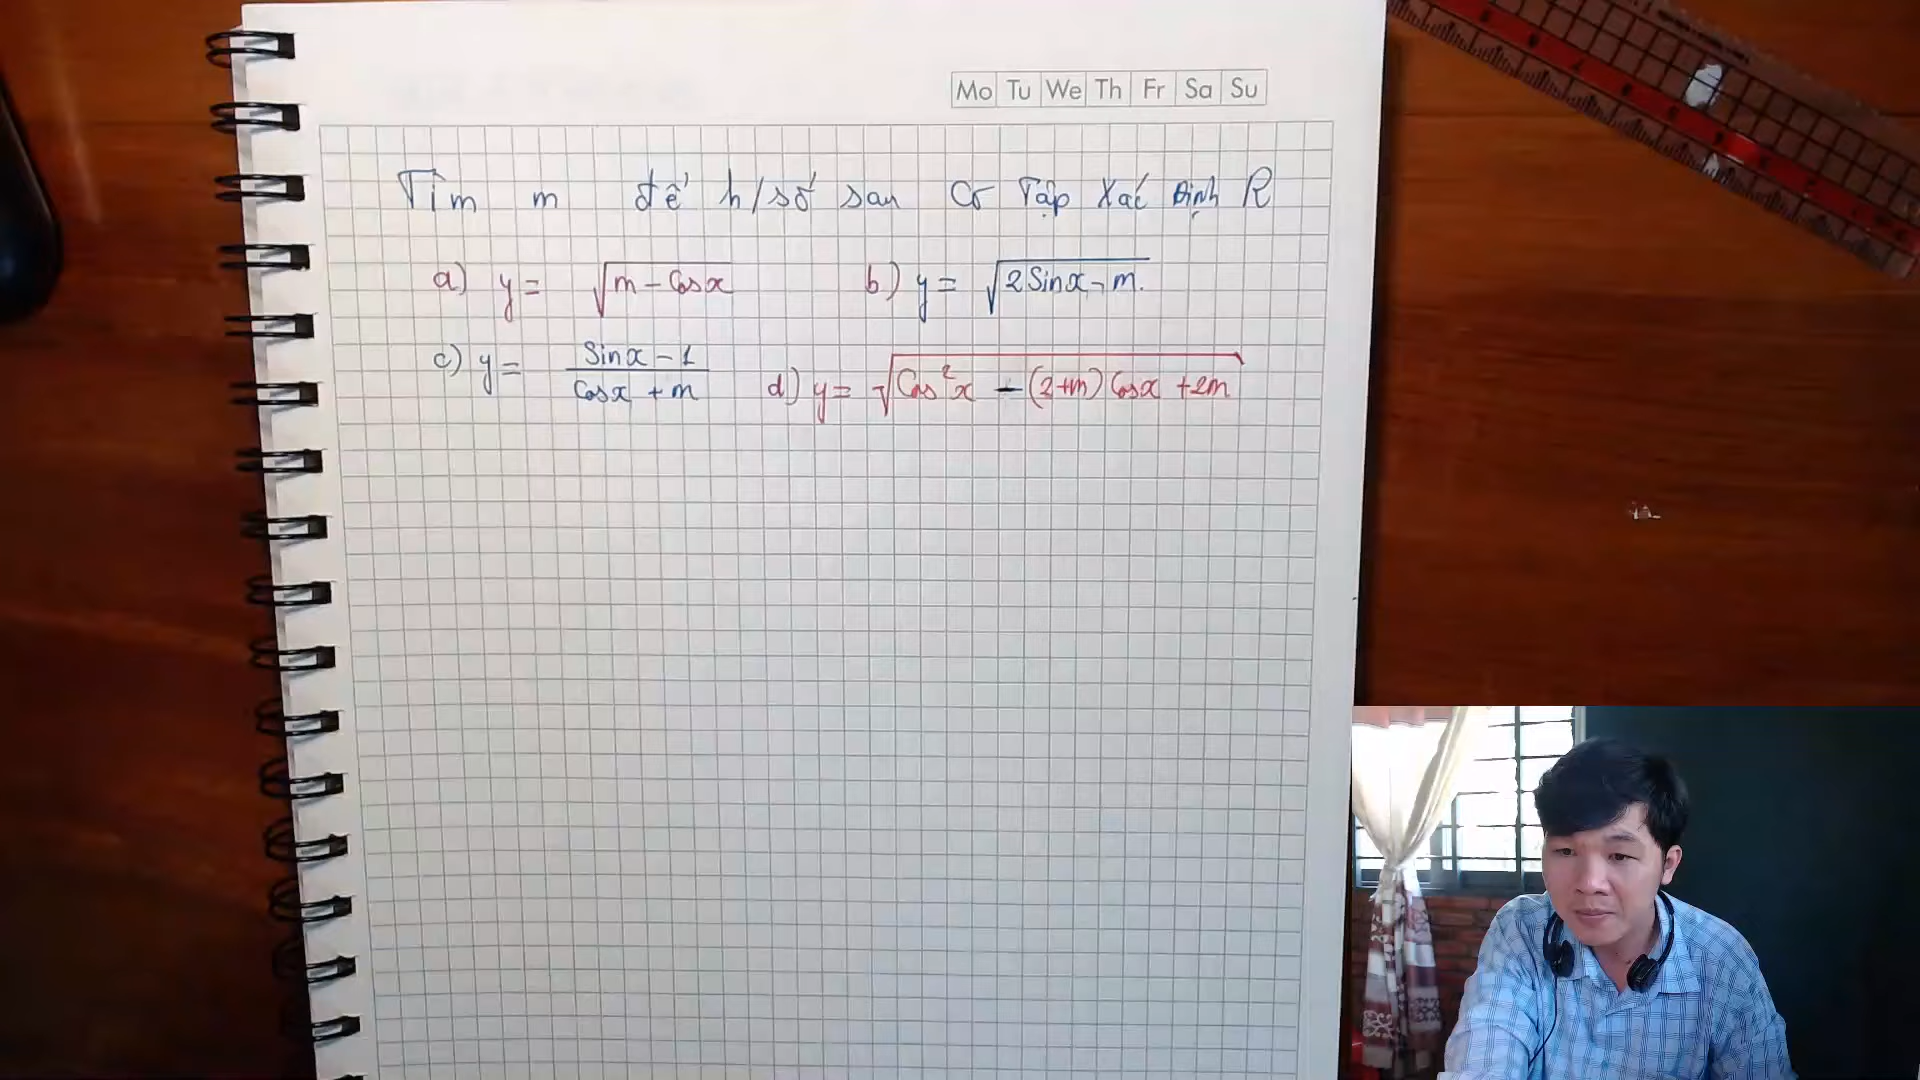 Mo Tu We Th Fr Sa Su
Tìm m để h/số sau Có Tập Xác Định R
a) y = √m - Cosx b) y = √2Sinx - m.
c) y = Sinx - 1 / Cosx + m d) y = √Cos²x - (2+m) Cosx + 2m